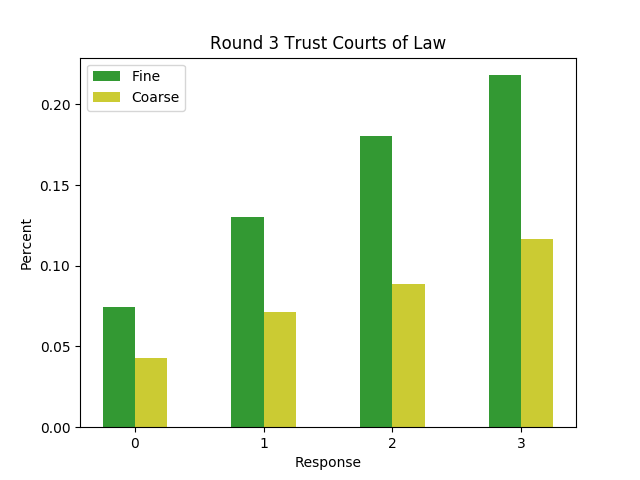 Round 3 Trust Courts of Law
Fine
Coarse
0.20
0.15
0.10
0.05
0.00
Percent
0
1
2
3
Response